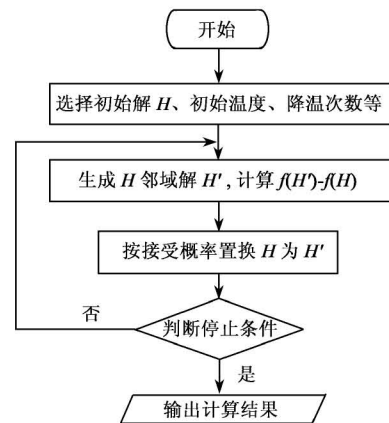 开始
选择初始解 H、初始温度、降温次数等
生成 H 邻域解 H′,计算 f(H′)-f(H)
按接受概率置换 H 为 H′
否
判断停止条件
是
输出计算结果